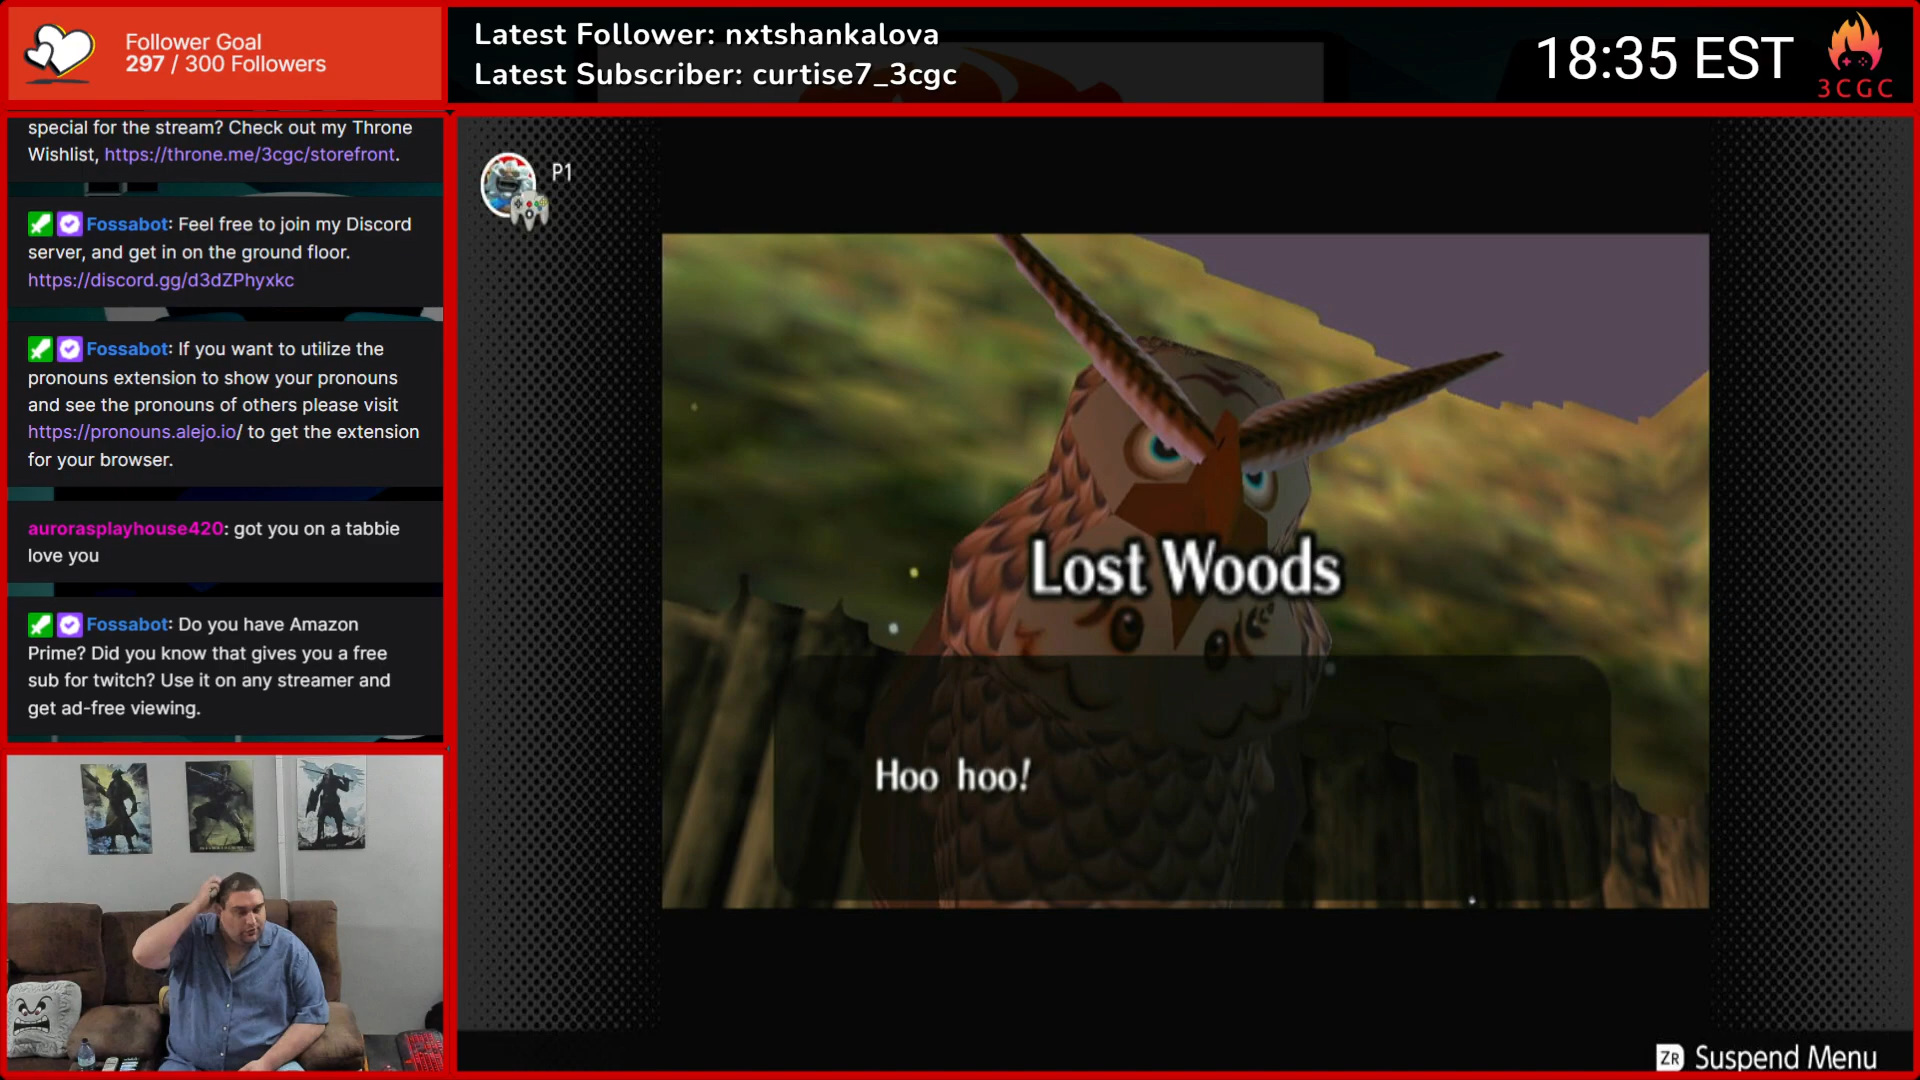 Follower Goal
297 / 300 Followers
Latest Follower: nxtshankalova
Latest Subscriber: curtise7_3cgc
18:35 EST
3CGC
special for the stream? Check out my Throne
Wishlist, https://throne.me/3cgc/storefront.
Fossabot: Feel free to join my Discord
server, and get in on the ground floor.
https://discord.gg/d3dZPhyxkc
Fossabot: If you want to utilize the
pronouns extension to show your pronouns
and see the pronouns of others please visit
https://pronouns.alejo.io/ to get the extension
for your browser.
aurorasplayhouse420: got you on a tabbie
love you
Fossabot: Do you have Amazon
Prime? Did you know that gives you a free
sub for twitch? Use it on any streamer and
get ad-free viewing.
P1
Lost Woods
Hoo hoo!
ZR Suspend Menu